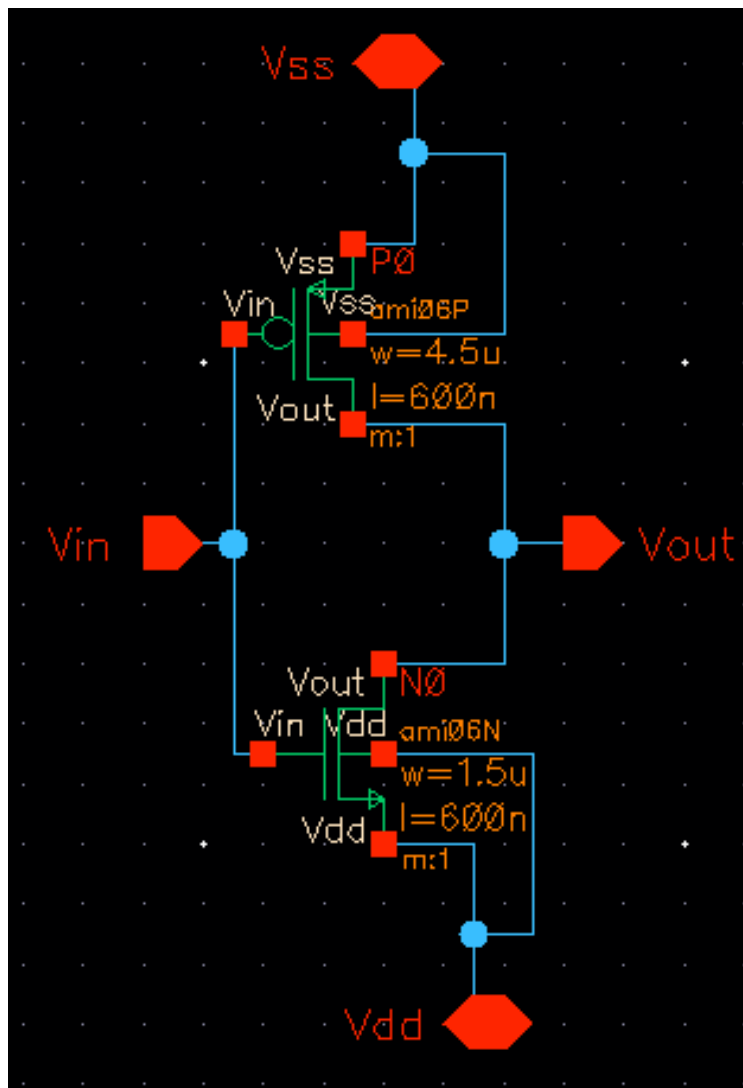 Vss
Vss
P0
Vin
Vss
ami06P
w=4.5u
l=600n
Vout
m:1
Vin
Vout
Vout
N0
Vin
Vdd
ami06N
w=1.5u
l=600n
Vdd
m:1
Vdd